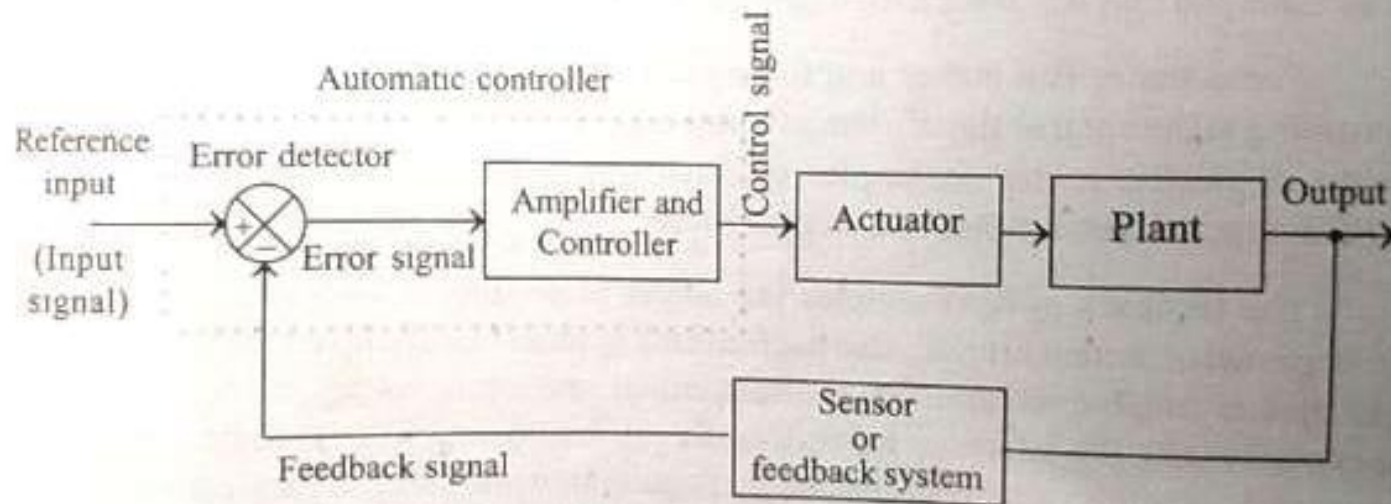 Automatic controller
Control signal
Reference
input
Error detector
+
−
(Input
signal)
Error signal
Amplifier and
Controller
Actuator
Plant
Output
Sensor
or
feedback system
Feedback signal